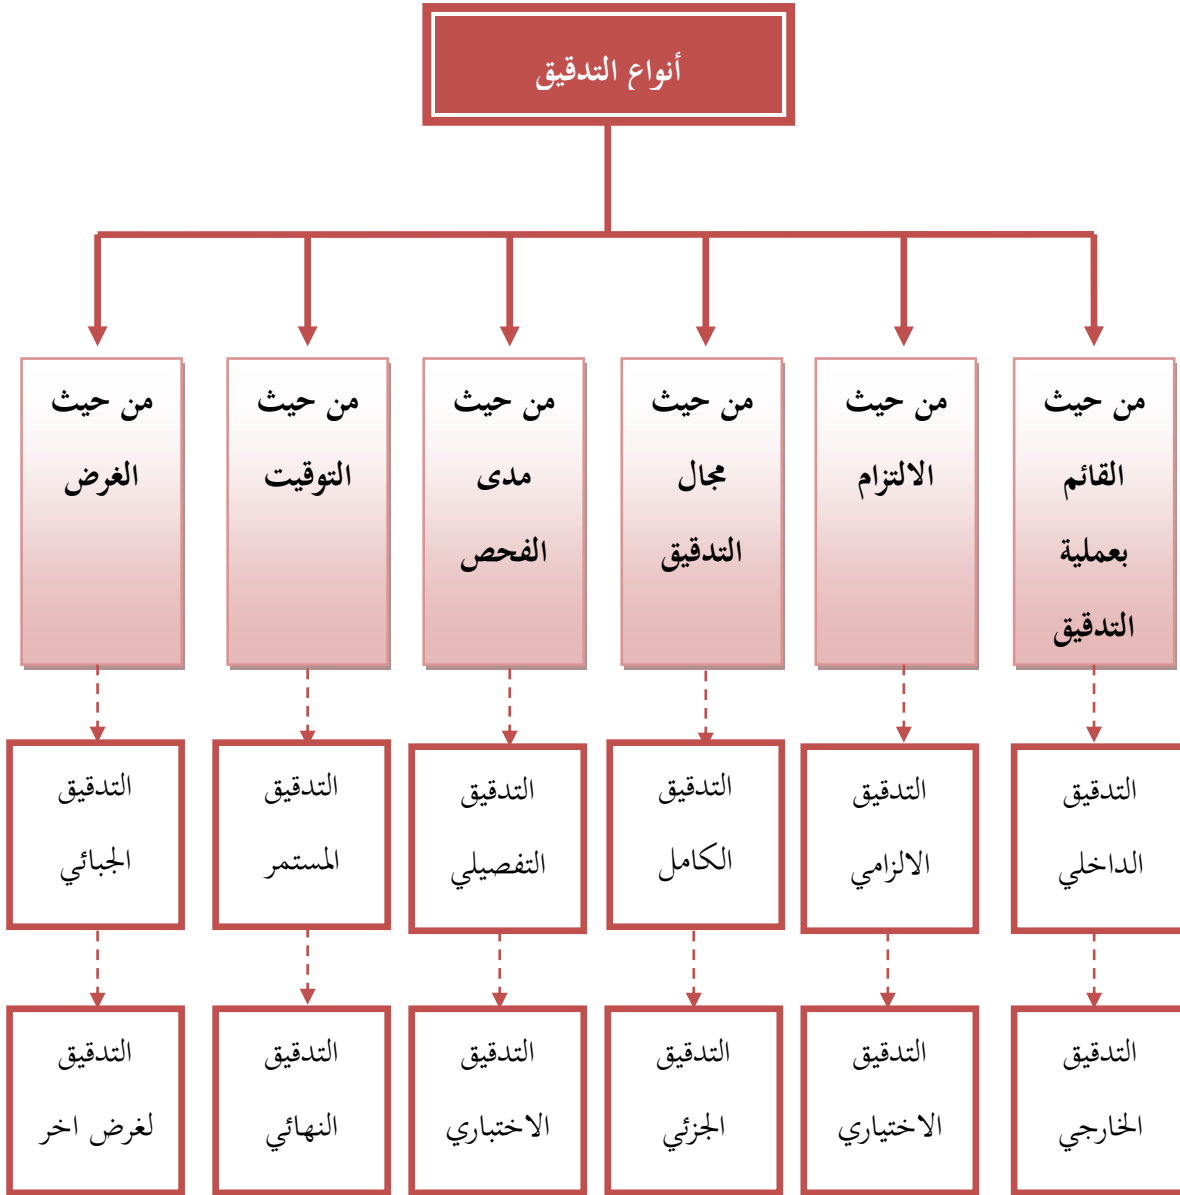 أنواع التدقيق
من حيث
القائم
بعملية
التدقيق
من حيث
الالتزام
من حيث
مجال
التدقيق
من حيث
مدى
الفحص
من حيث
التوقيت
من حيث
الغرض
التدقيق
الداخلي
التدقيق
الالزامي
التدقيق
الكامل
التدقيق
التفصيلي
التدقيق
المستمر
التدقيق
الجبائي
التدقيق
الخارجي
التدقيق
الاختياري
التدقيق
الجزئي
التدقيق
الاختباري
التدقيق
النهائي
التدقيق
لغرض اخر